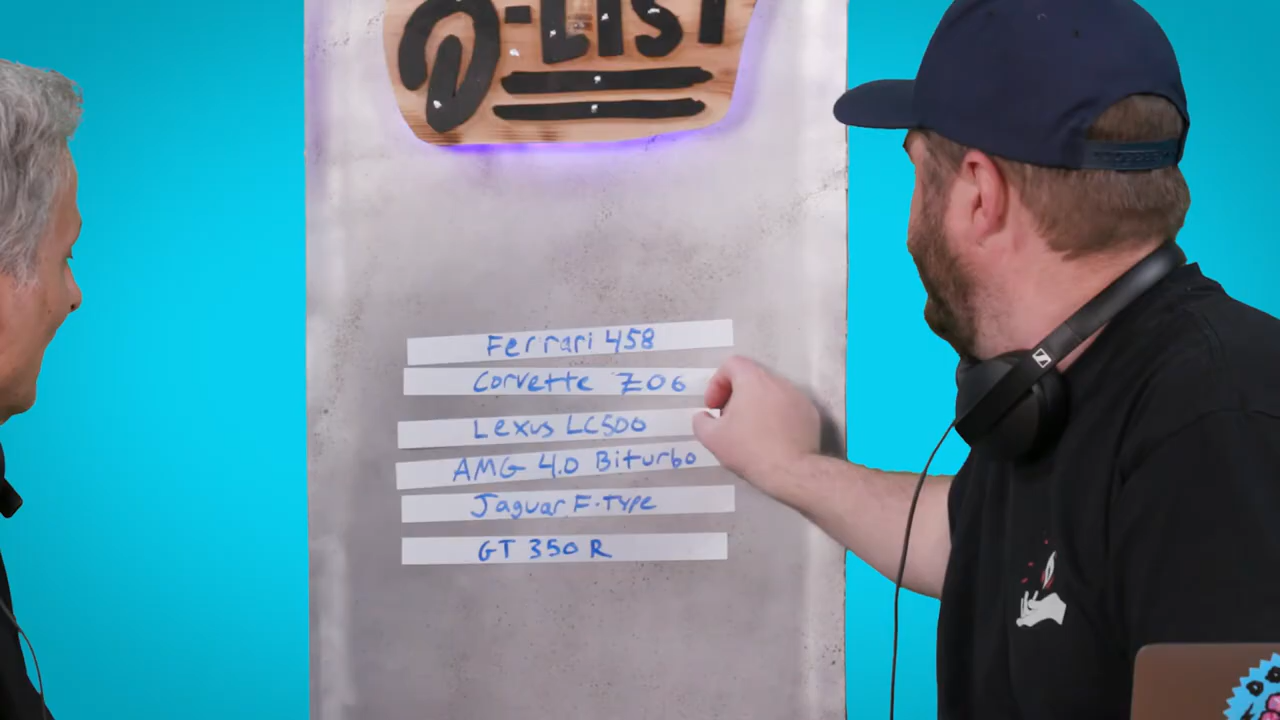 D-LIST
Ferrari 458
Corvette Z06
Lexus LC500
AMG 4.0 Biturbo
Jaguar F-TYPE
GT 350 R